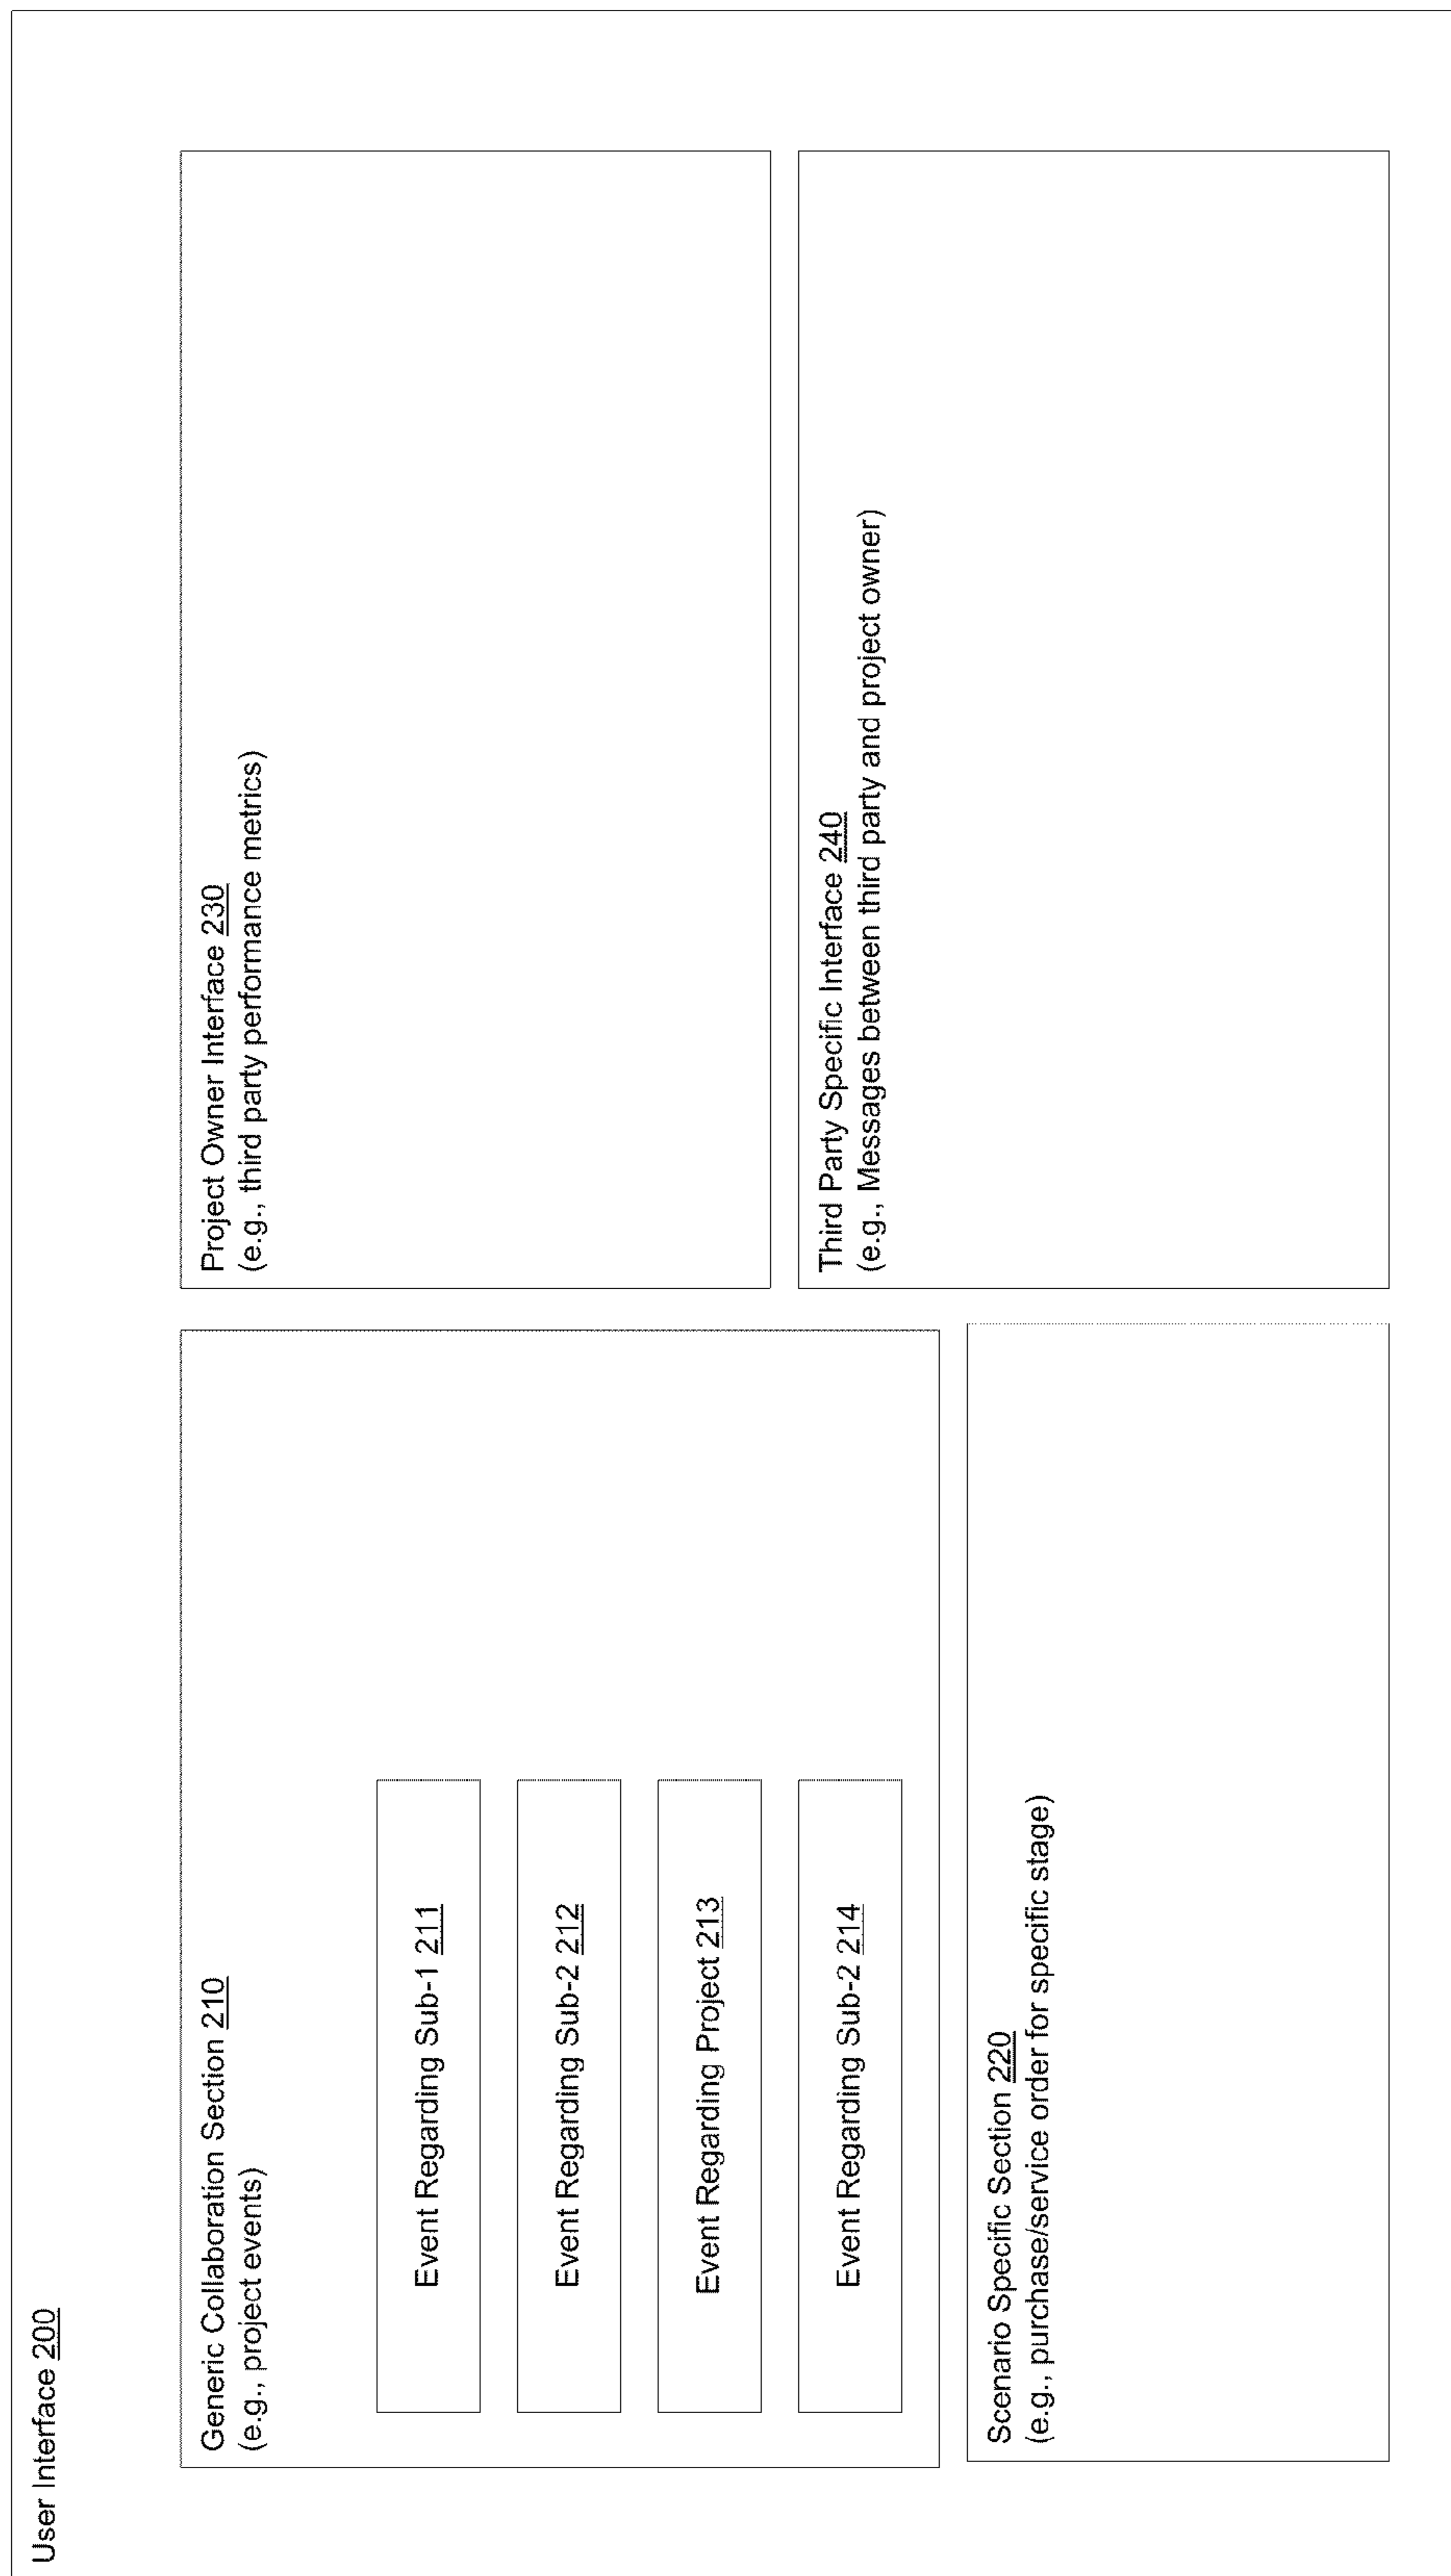 User Interface 200
Generic Collaboration Section 210
(e.g., project events)
Event Regarding Sub-1 211
Event Regarding Sub-2 212
Event Regarding Project 213
Event Regarding Sub-2 214
Scenario Specific Section 220
(e.g., purchase/service order for specific stage)
Project Owner Interface 230
(e.g., third party performance metrics)
Third Party Specific Interface 240
(e.g., Messages between third party and project owner)